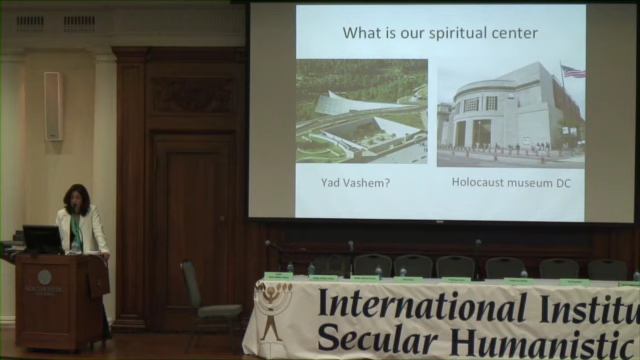 What is our spiritual center
Yad Vashem?
Holocaust museum DC
International Institu
Secular Humanistic